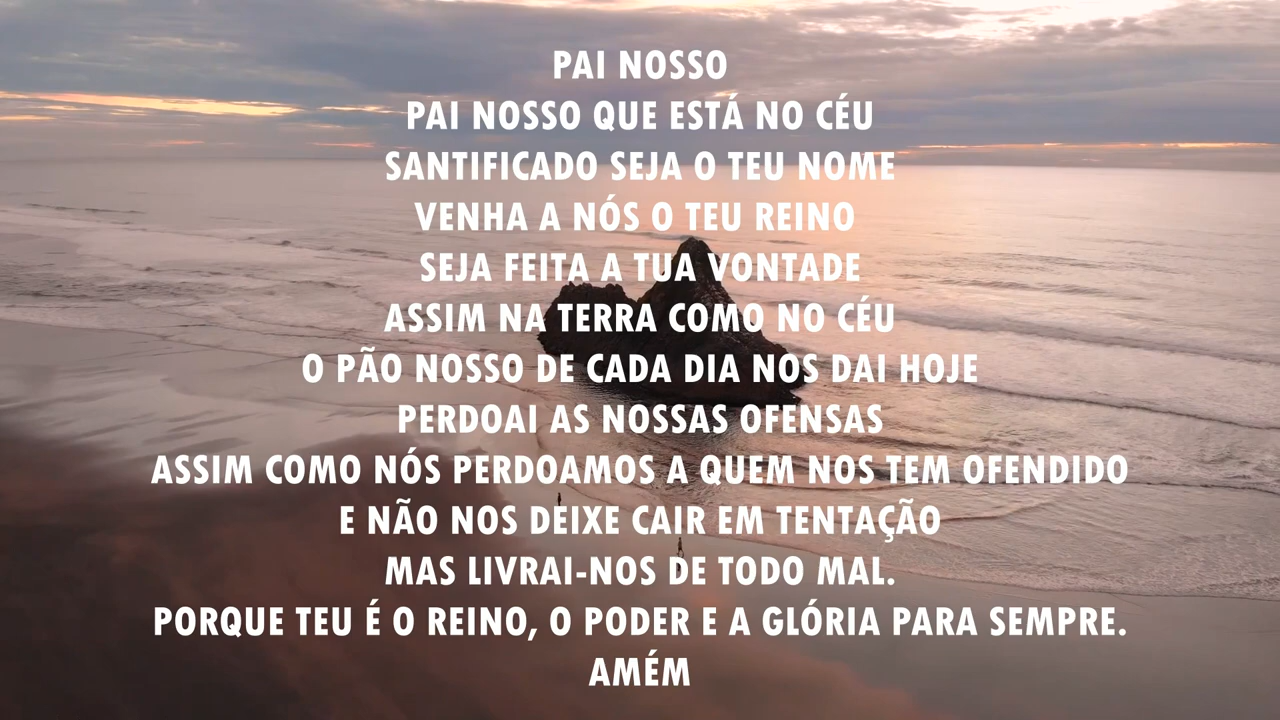 PAI NOSSO
PAI NOSSO QUE ESTÁ NO CÉU
SANTIFICADO SEJA O TEU NOME
VENHA A NÓS O TEU REINO
SEJA FEITA A TUA VONTADE
ASSIM NA TERRA COMO NO CÉU
O PÃO NOSSO DE CADA DIA NOS DAI HOJE
PERDOAI AS NOSSAS OFENSAS
ASSIM COMO NÓS PERDOAMOS A QUEM NOS TEM OFENDIDO
E NÃO NOS DEIXE CAIR EM TENTAÇÃO
MAS LIVRAI-NOS DE TODO MAL.
PORQUE TEU É O REINO, O PODER E A GLÓRIA PARA SEMPRE.
AMÉM